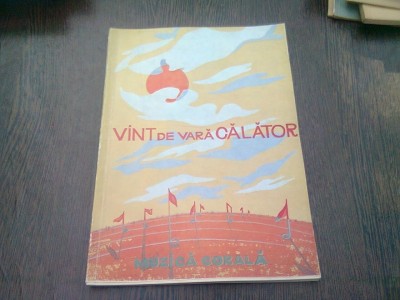 VÎNT DE VARĂ CĂLĂTOR
MUZICĂ CORALĂ